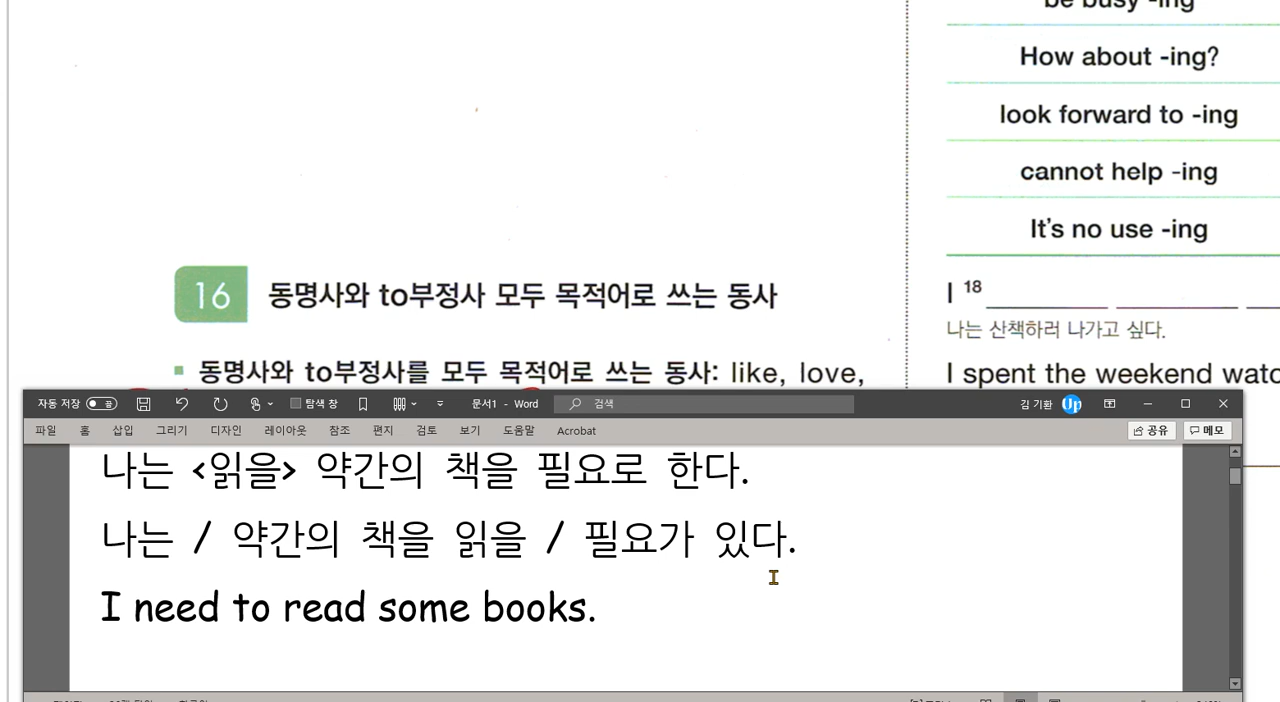 be busy -ing
How about -ing?
look forward to -ing
cannot help -ing
It's no use -ing
16 동명사와 to부정사 모두 목적어로 쓰는 동사
I 18
나는 산책하러 나가고 싶다.
동명사와 to부정사를 모두 목적어로 쓰는 동사: like, love,
I spent the weekend watc
자동 저장 끔 탐색 창 문서1 - Word 검색 김 기환 Up
파일 홈 삽입 그리기 디자인 레이아웃 참조 편지 검토 보기 도움말 Acrobat 공유 메모
나는 <읽을> 약간의 책을 필요로 한다.
나는 / 약간의 책을 읽을 / 필요가 있다.
I need to read some books.